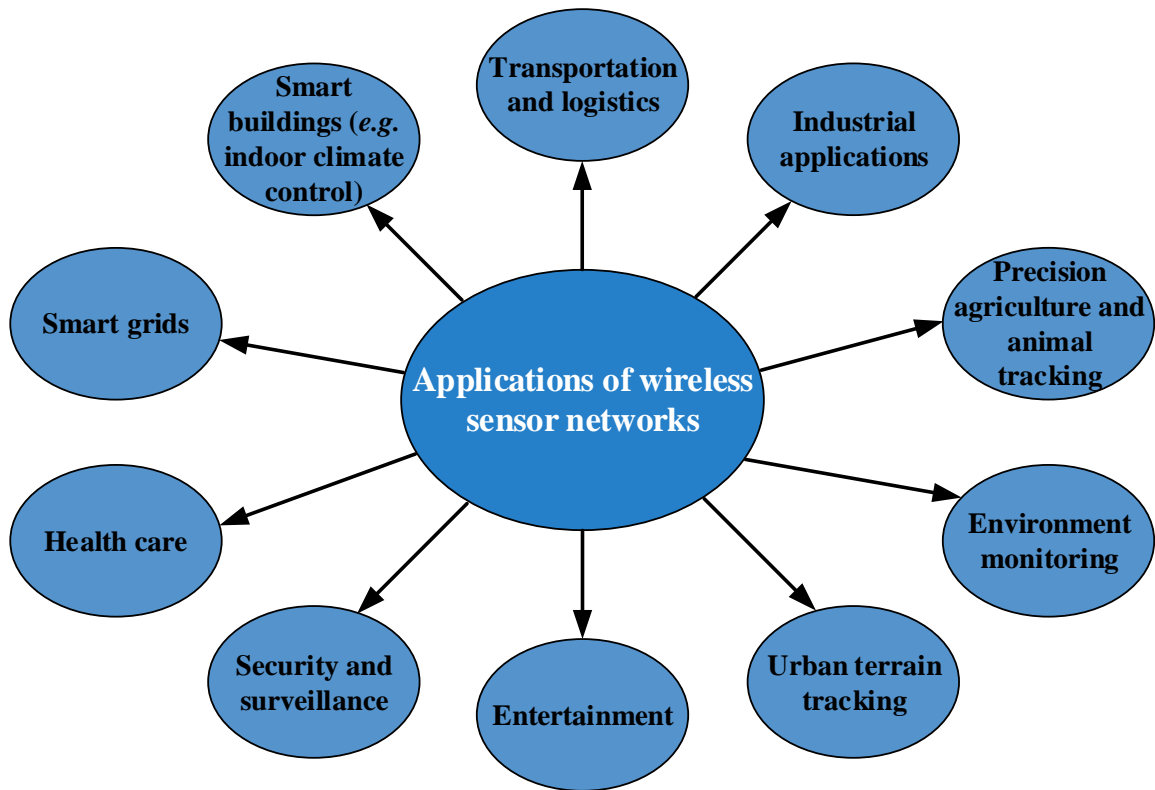 Transportation
and logistics
Smart
buildings (e.g.
indoor climate
control)
Industrial
applications
Precision
agriculture and
animal
tracking
Smart grids
Applications of wireless
sensor networks
Health care
Environment
monitoring
Security and
surveillance
Entertainment
Urban terrain
tracking